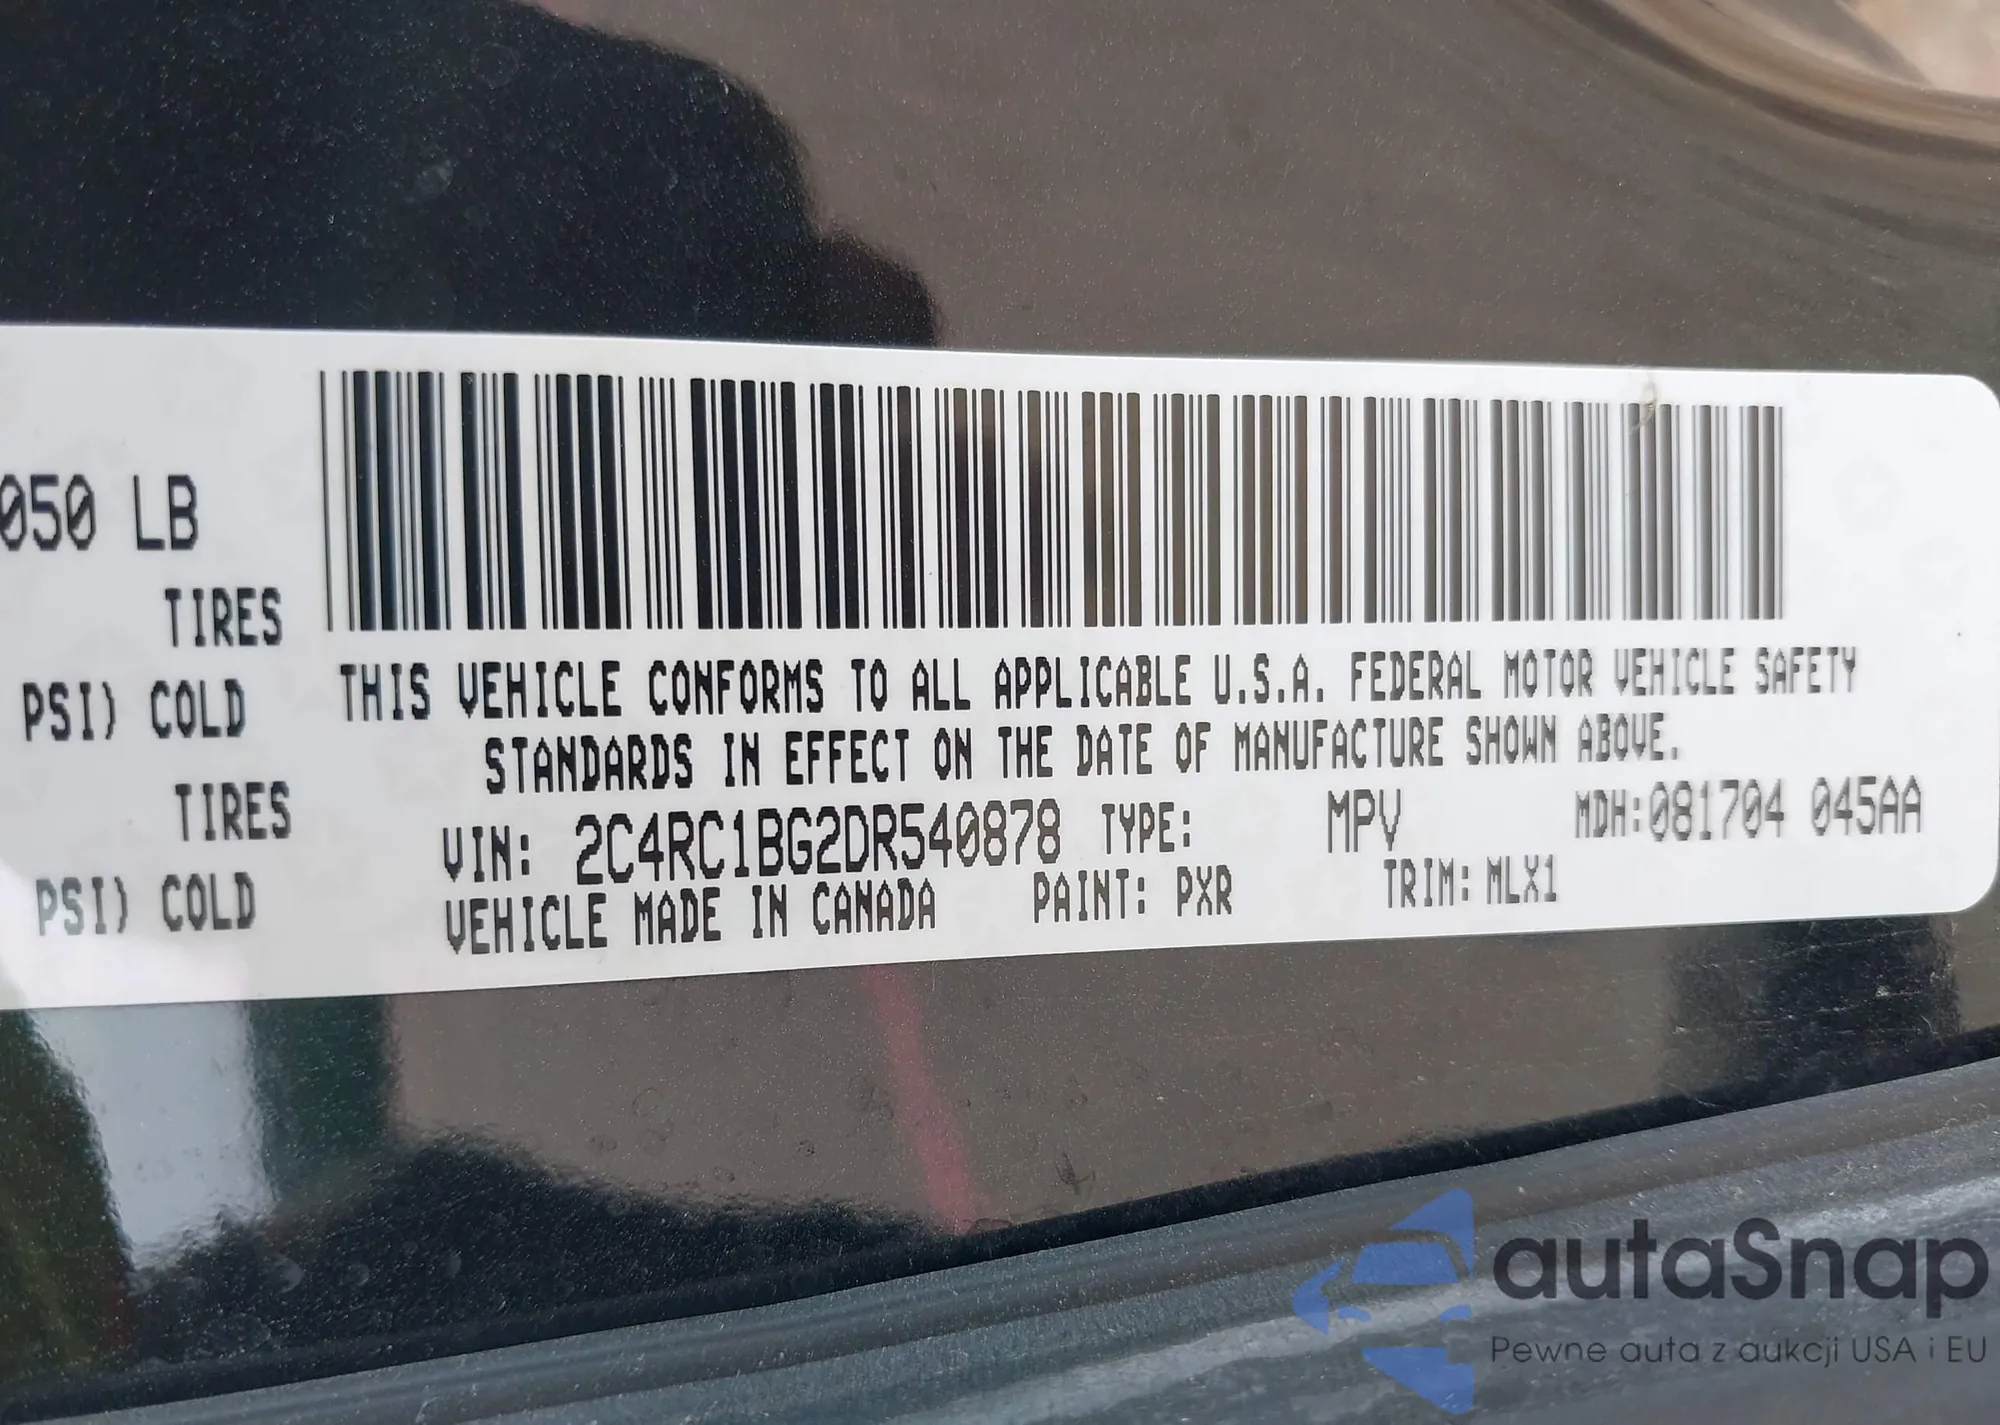 050 LB
TIRES
PSI) COLD
TIRES
PSI) COLD
THIS VEHICLE CONFORMS TO ALL APPLICABLE U.S.A. FEDERAL MOTOR VEHICLE SAFETY
STANDARDS IN EFFECT ON THE DATE OF MANUFACTURE SHOWN ABOVE.
VIN: 2C4RC1BG2DR540878 TYPE: MPV MDH:081704 045AA
VEHICLE MADE IN CANADA PAINT: PXR TRIM: MLX1
autaSnap
Pewne auta z aukcji USA i EU